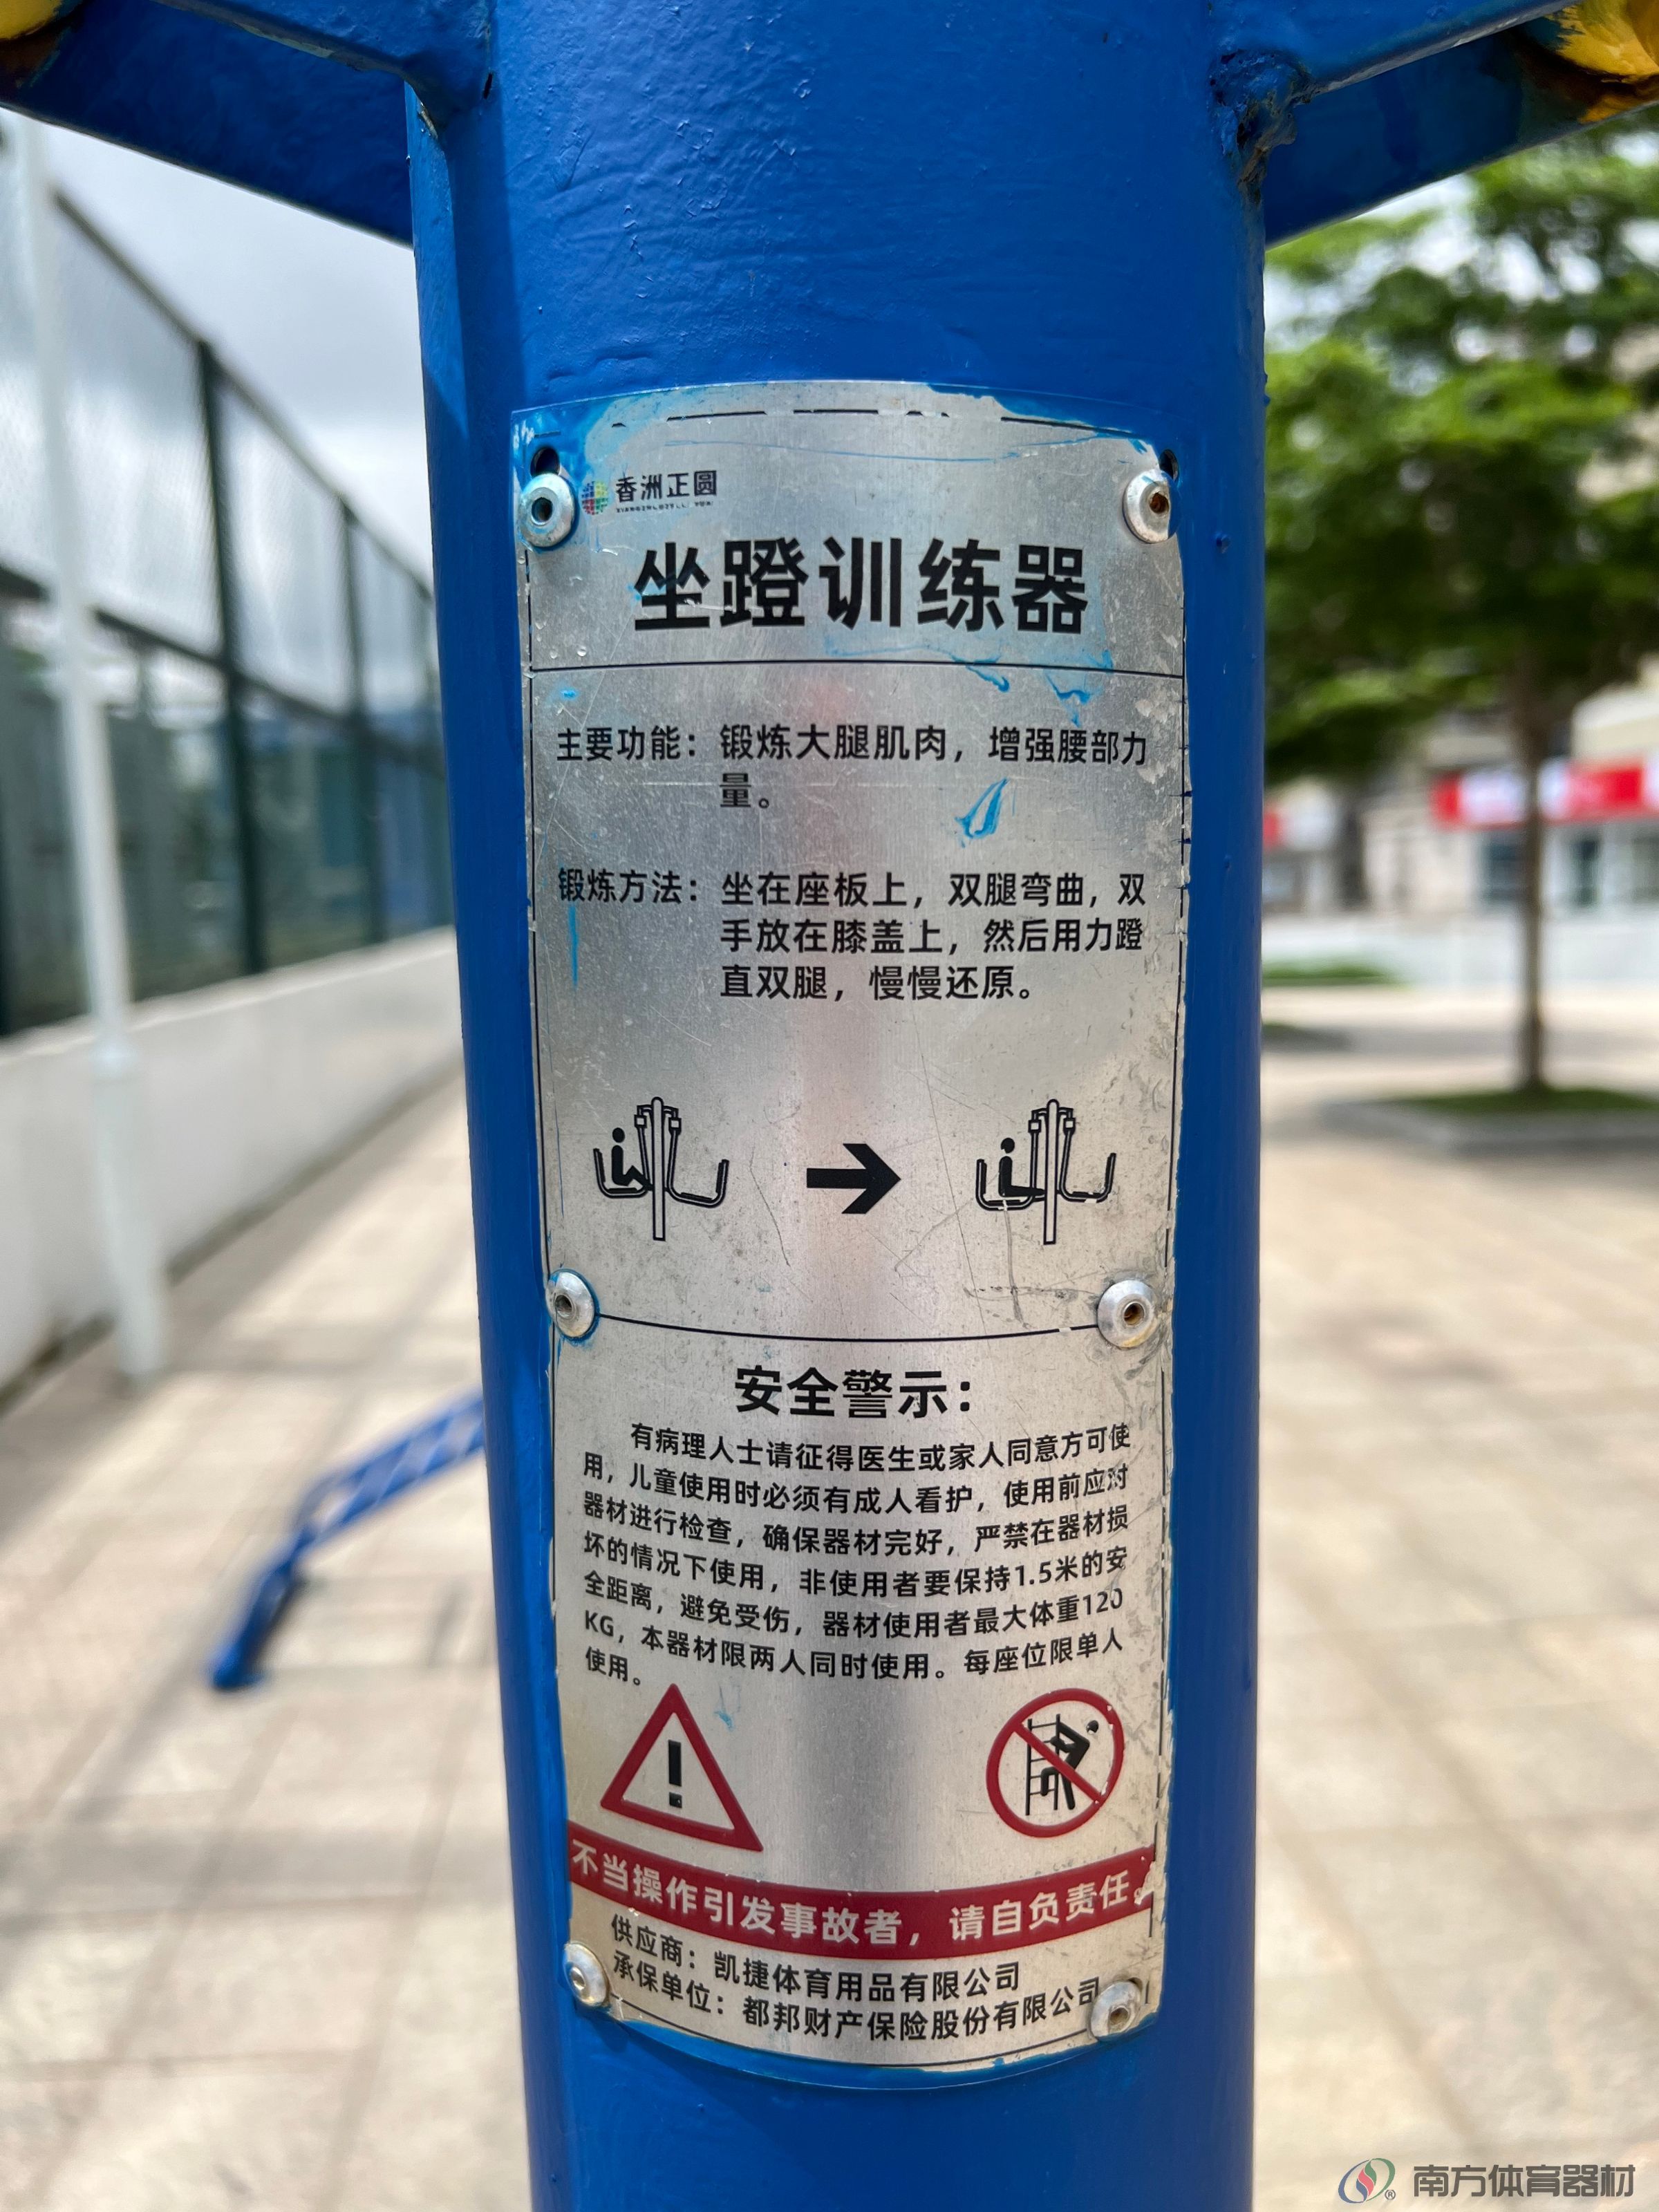 香洲正圆
坐蹬训练器
主要功能：锻炼大腿肌肉，增强腰部力
量。
锻炼方法：坐在座板上，双腿弯曲，双
手放在膝盖上，然后用力蹬
直双腿，慢慢还原。
安全警示：
有病理人士请征得医生或家人同意方可使
用，儿童使用时必须有成人看护，使用前应对
器材进行检查，确保器材完好，严禁在器材损
坏的情况下使用，非使用者要保持1.5米的安
全距离，避免受伤，器材使用者最大体重120
KG，本器材限两人同时使用。每座位限单人
使用。
!
不当操作引发事故者，请自负责任。
供应商：凯捷体育用品有限公司
承保单位：都邦财产保险股份有限公司
®南方体育器材